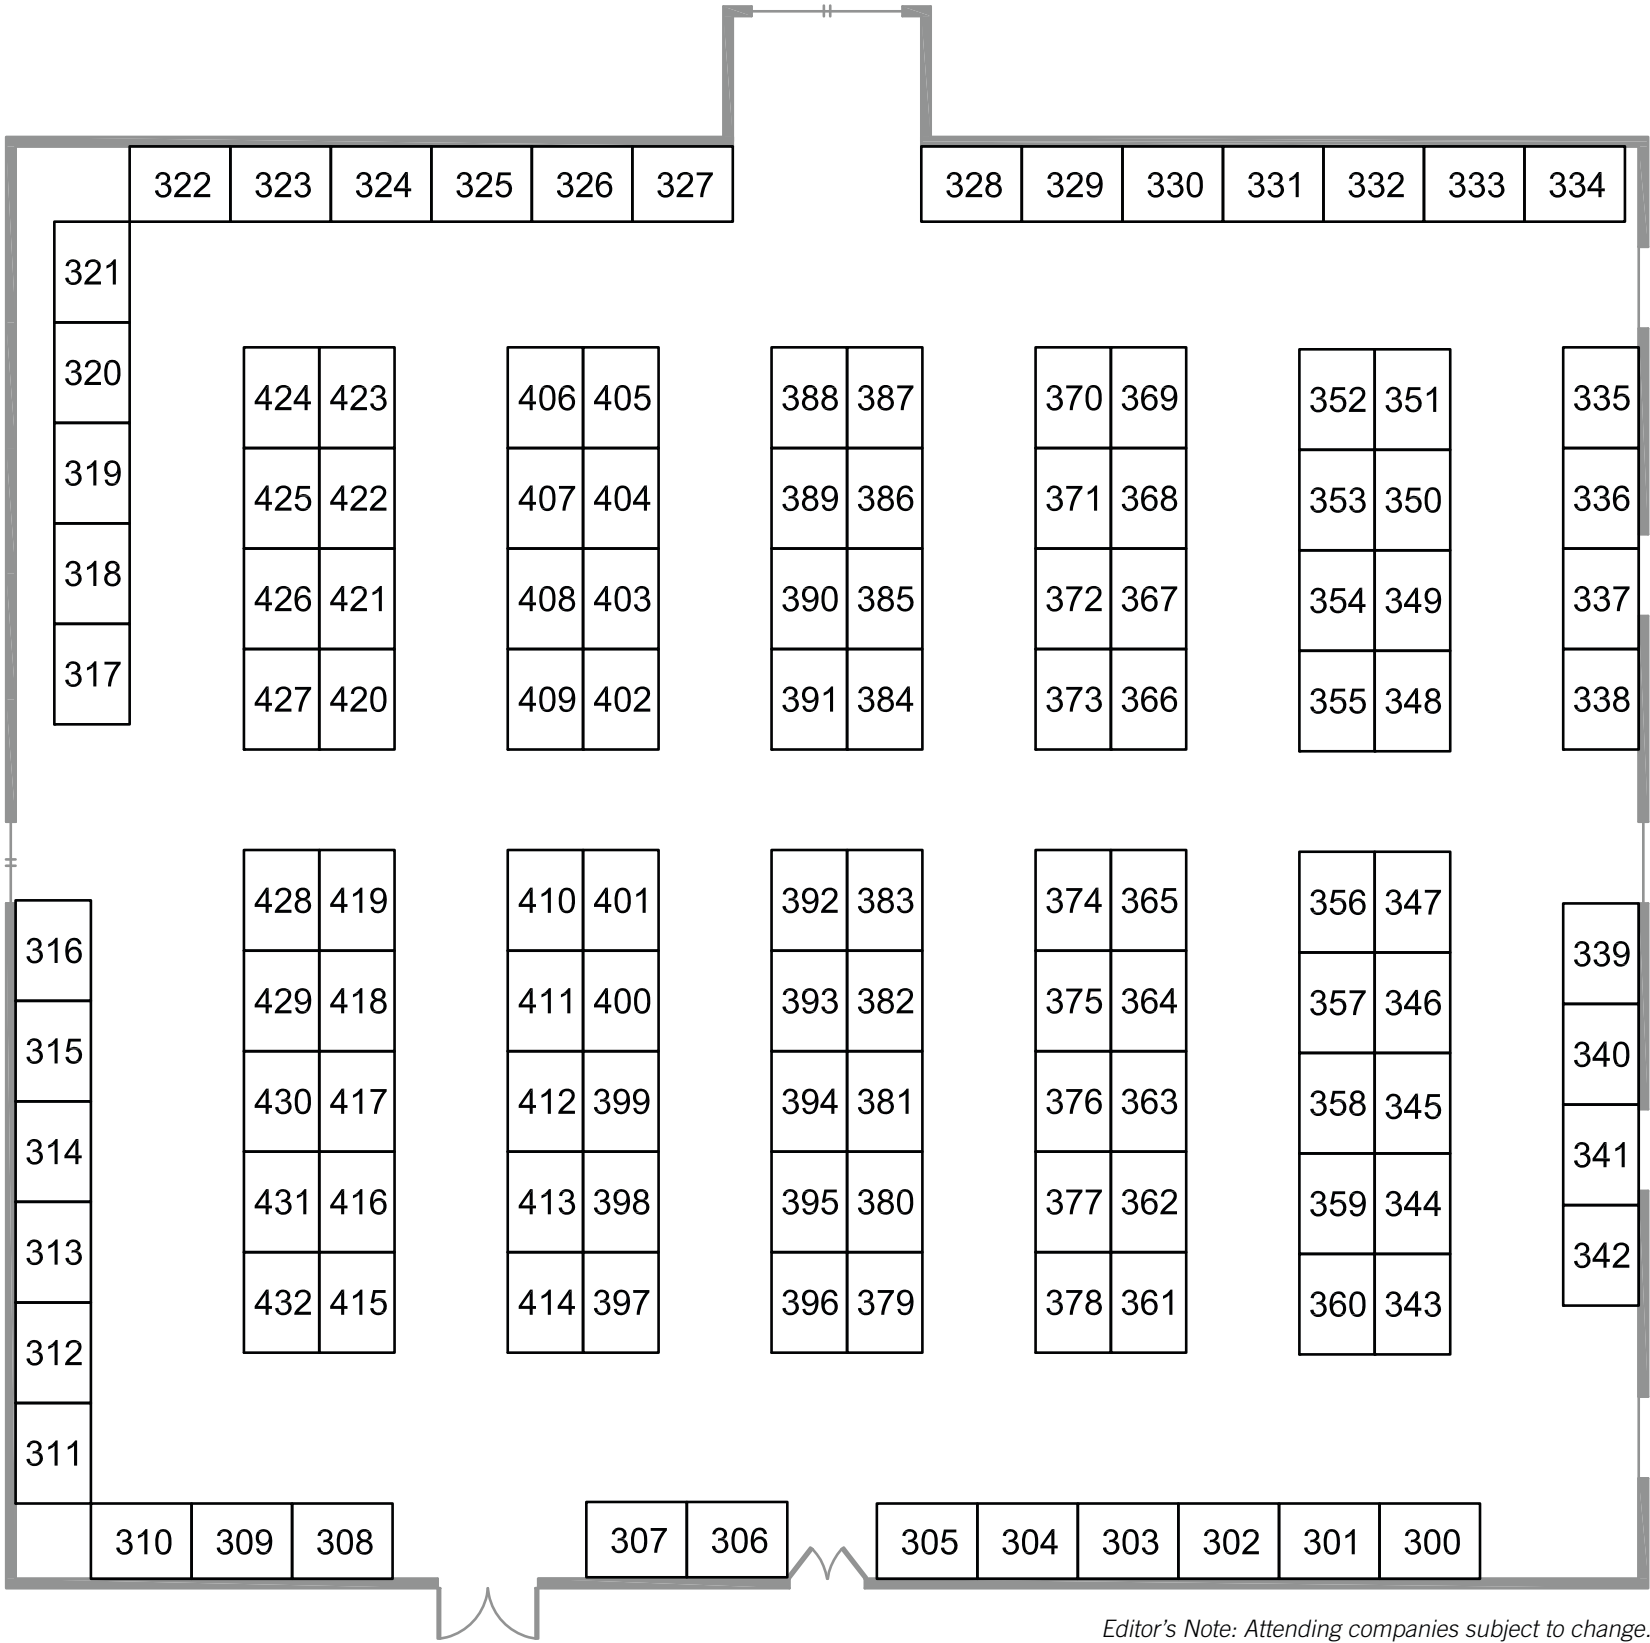 322 323 324 325 326 327 328 329 330 331 332 333 334
321
320
319
318
317
424 423 406 405 388 387 370 369 352 351 335
425 422 407 404 389 386 371 368 353 350 336
426 421 408 403 390 385 372 367 354 349 337
427 420 409 402 391 384 373 366 355 348 338
316
315
314
313
312
311
428 419 410 401 392 383 374 365 356 347 339
429 418 411 400 393 382 375 364 357 346 340
430 417 412 399 394 381 376 363 358 345 341
431 416 413 398 395 380 377 362 359 344 342
432 415 414 397 396 379 378 361 360 343
310 309 308 307 306 305 304 303 302 301 300
Editor's Note: Attending companies subject to change.